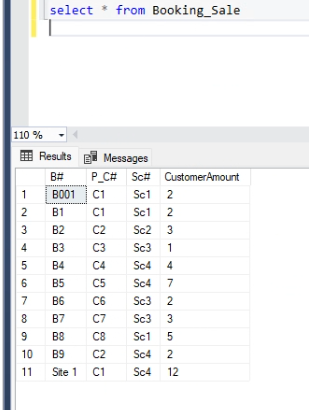 select * from Booking_Sale
110 %
Results Messages
B# P_C# Sc# CustomerAmount
1 B001 C1 Sc1 2
2 B1 C1 Sc1 2
3 B2 C2 Sc2 3
4 B3 C3 Sc3 1
5 B4 C4 Sc4 4
6 B5 C5 Sc4 7
7 B6 C6 Sc3 2
8 B7 C7 Sc3 3
9 B8 C8 Sc1 5
10 B9 C2 Sc4 2
11 Site 1 C1 Sc4 12